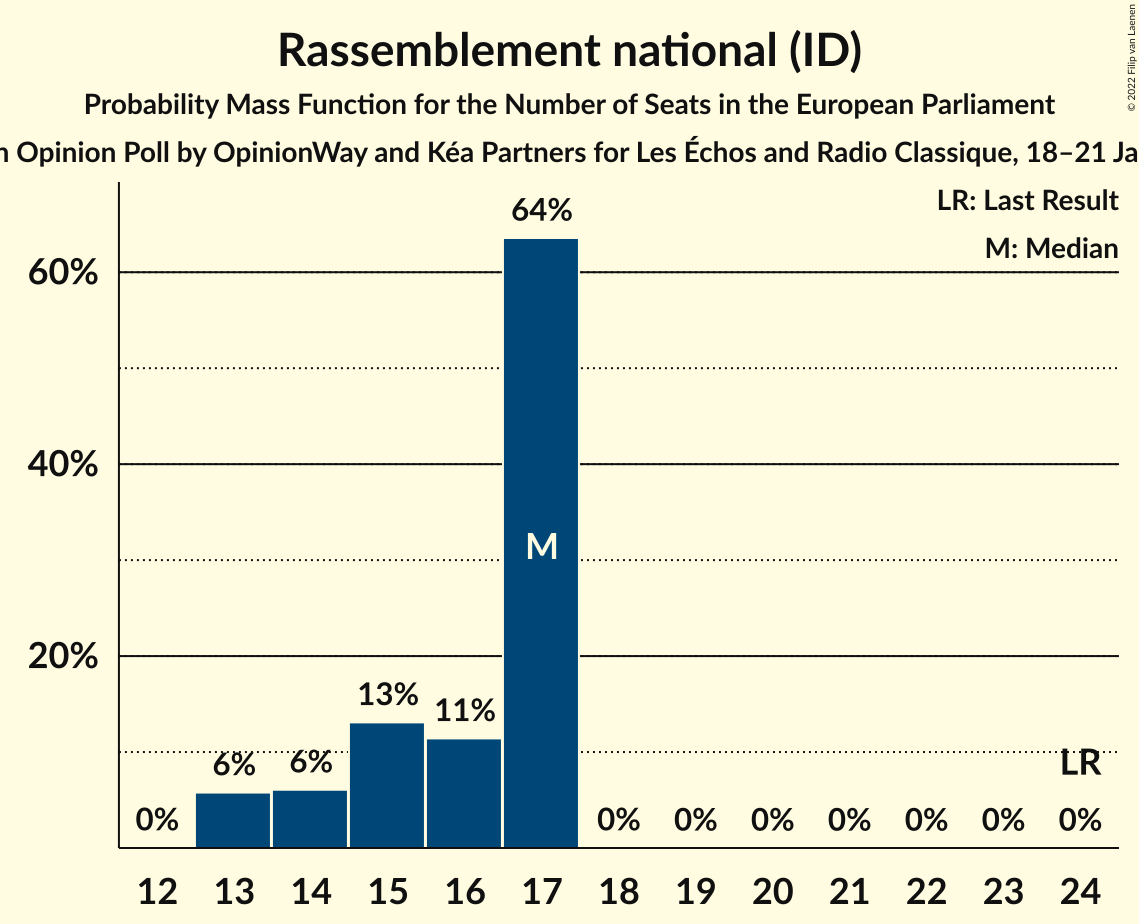 Rassemblement national (ID)
Probability Mass Function for the Number of Seats in the European Parliament
Opinion Poll by OpinionWay and Kéa Partners for Les Échos and Radio Classique, 18–21
© 2022 Filip van Laenen
LR: Last Result
M: Median
64%
60%
40%
M
20%
13%
11%
6%
6%
LR
0%
0%
0%
0%
0%
0%
0%
0%
12 13 14 15 16 17 18 19 20 21 22 23 24